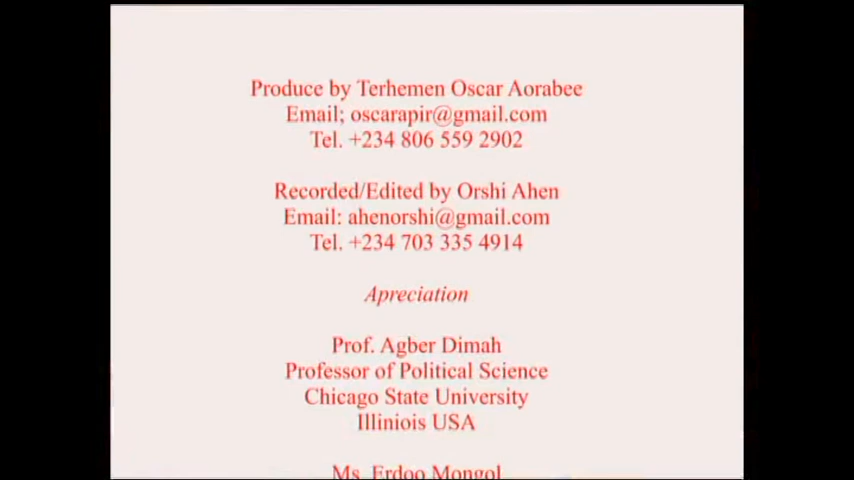 Produce by Terhemen Oscar Aorabee
Email; oscarapir@gmail.com
Tel. +234 806 559 2902
Recorded/Edited by Orshi Ahen
Email: ahenorshi@gmail.com
Tel. +234 703 335 4914
Apreciation
Prof. Agber Dimah
Professor of Political Science
Chicago State University
Illiniois USA
Ms. Erdoo Mongol